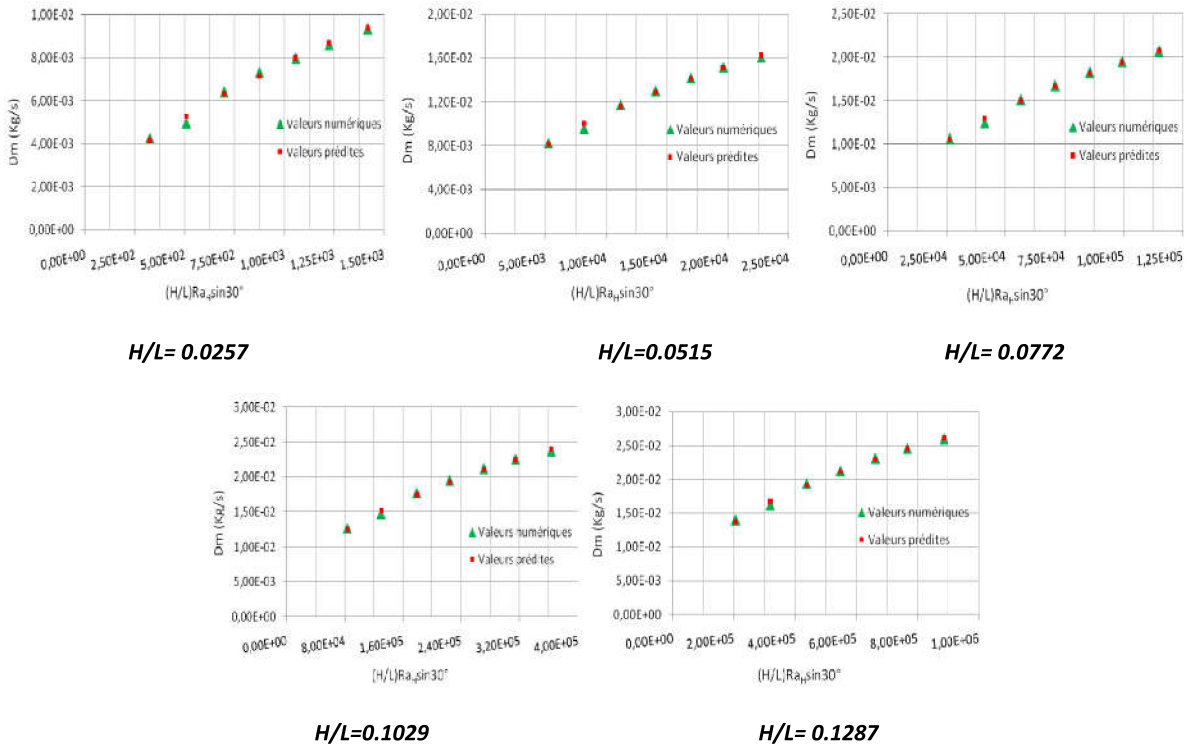 1,00E-02
8,00E-03
6,00E-03
4,00E-03
2,00E-03
0,00E+00
Dm (Kg/s)
Valeurs numériques
Valeurs prédites
0,00E+00 2,50E+02 5,00E+02 7,50E+02 1,00E+03 1,25E+03 1,50E+03
(H/L)RaHsin30°
H/L= 0.0257
2,00E-02
1,60E-02
1,20E-02
8,00E-03
4,00E-03
0,00E+00
Dm (Kg/s)
Valeurs numériques
Valeurs prédites
0,00E+00 5,00E+03 1,00E+04 1,50E+04 2,00E+04 2,50E+04
(H/L)RaHsin30°
H/L=0.0515
2,50E-02
2,00E-02
1,50E-02
1,00E-02
5,00E-03
0,00E+00
Dm (Kg/s)
Valeurs numériques
Valeurs prédites
0,00E+00 2,50E+04 5,00E+04 7,50E+04 1,00E+05 1,25E+05
(H/L)RaHsin30°
H/L= 0.0772
3,00E-02
2,50E-02
2,00E-02
1,50E-02
1,00E-02
5,00E-03
0,00E+00
Dm (Kg/s)
Valeurs numériques
Valeurs prédites
0,00E+00 8,00E+04 1,60E+05 2,40E+05 3,20E+05 4,00E+05
(H/L)RaHsin30°
H/L=0.1029
3,00E-02
2,50E-02
2,00E-02
1,50E-02
1,00E-02
5,00E-03
0,00E+00
Dm (Kg/s)
Valeurs numériques
Valeurs prédites
0,00E+00 2,00E+05 4,00E+05 6,00E+05 8,00E+05 1,00E+06
(H/L)RaHsin30°
H/L= 0.1287